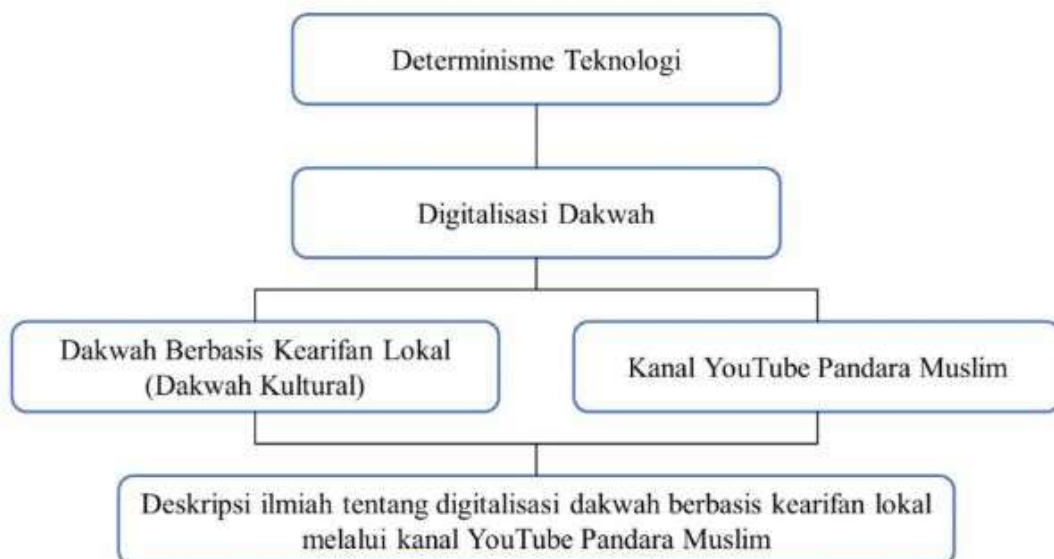 Determinisme Teknologi
Digitalisasi Dakwah
Dakwah Berbasis Kearifan Lokal
(Dakwah Kultural)
Kanal YouTube Pandara Muslim
Deskripsi ilmiah tentang digitalisasi dakwah berbasis kearifan lokal
melalui kanal YouTube Pandara Muslim